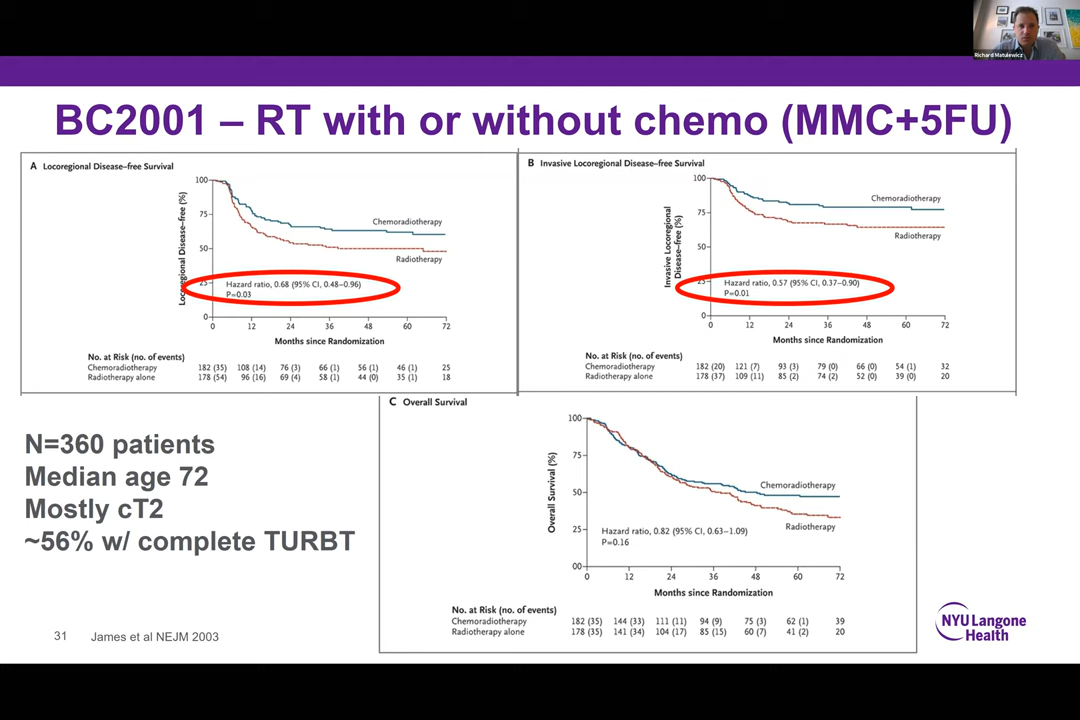 Richard Matulewicz
BC2001 – RT with or without chemo (MMC+5FU)
A Locoregional Disease–free Survival
Locoregional Disease–free (%)
100
75
50
25
0
Chemoradiotherapy
Radiotherapy
Hazard ratio, 0.68 (95% CI, 0.48–0.96)
P=0.03
0 12 24 36 48 60 72
Months since Randomization
No. at Risk (no. of events)
Chemoradiotherapy 182 (35) 108 (14) 76 (3) 66 (1) 56 (1) 46 (1) 25
Radiotherapy alone 178 (54) 96 (16) 69 (4) 58 (1) 44 (0) 35 (1) 18
B Invasive Locoregional Disease–free Survival
Invasive Locoregional
Disease–free (%)
100
75
50
25
0
Chemoradiotherapy
Radiotherapy
Hazard ratio, 0.57 (95% CI, 0.37–0.90)
P=0.01
0 12 24 36 48 60 72
Months since Randomization
No. at Risk (no. of events)
Chemoradiotherapy 182 (20) 121 (7) 93 (3) 79 (0) 66 (0) 54 (1) 32
Radiotherapy alone 178 (37) 109 (11) 85 (2) 74 (2) 52 (0) 39 (0) 20
C Overall Survival
Overall Survival (%)
100
75
50
25
00
Chemoradiotherapy
Radiotherapy
Hazard ratio, 0.82 (95% CI, 0.63–1.09)
P=0.16
0 12 24 36 48 60 72
Months since Randomization
No. at Risk (no. of events)
Chemoradiotherapy 182 (35) 144 (33) 111 (11) 94 (9) 75 (3) 62 (1) 39
Radiotherapy alone 178 (35) 141 (34) 104 (17) 85 (15) 60 (7) 41 (2) 20
N=360 patients
Median age 72
Mostly cT2
~56% w/ complete TURBT
31 James et al NEJM 2003
NYU Langone
Health